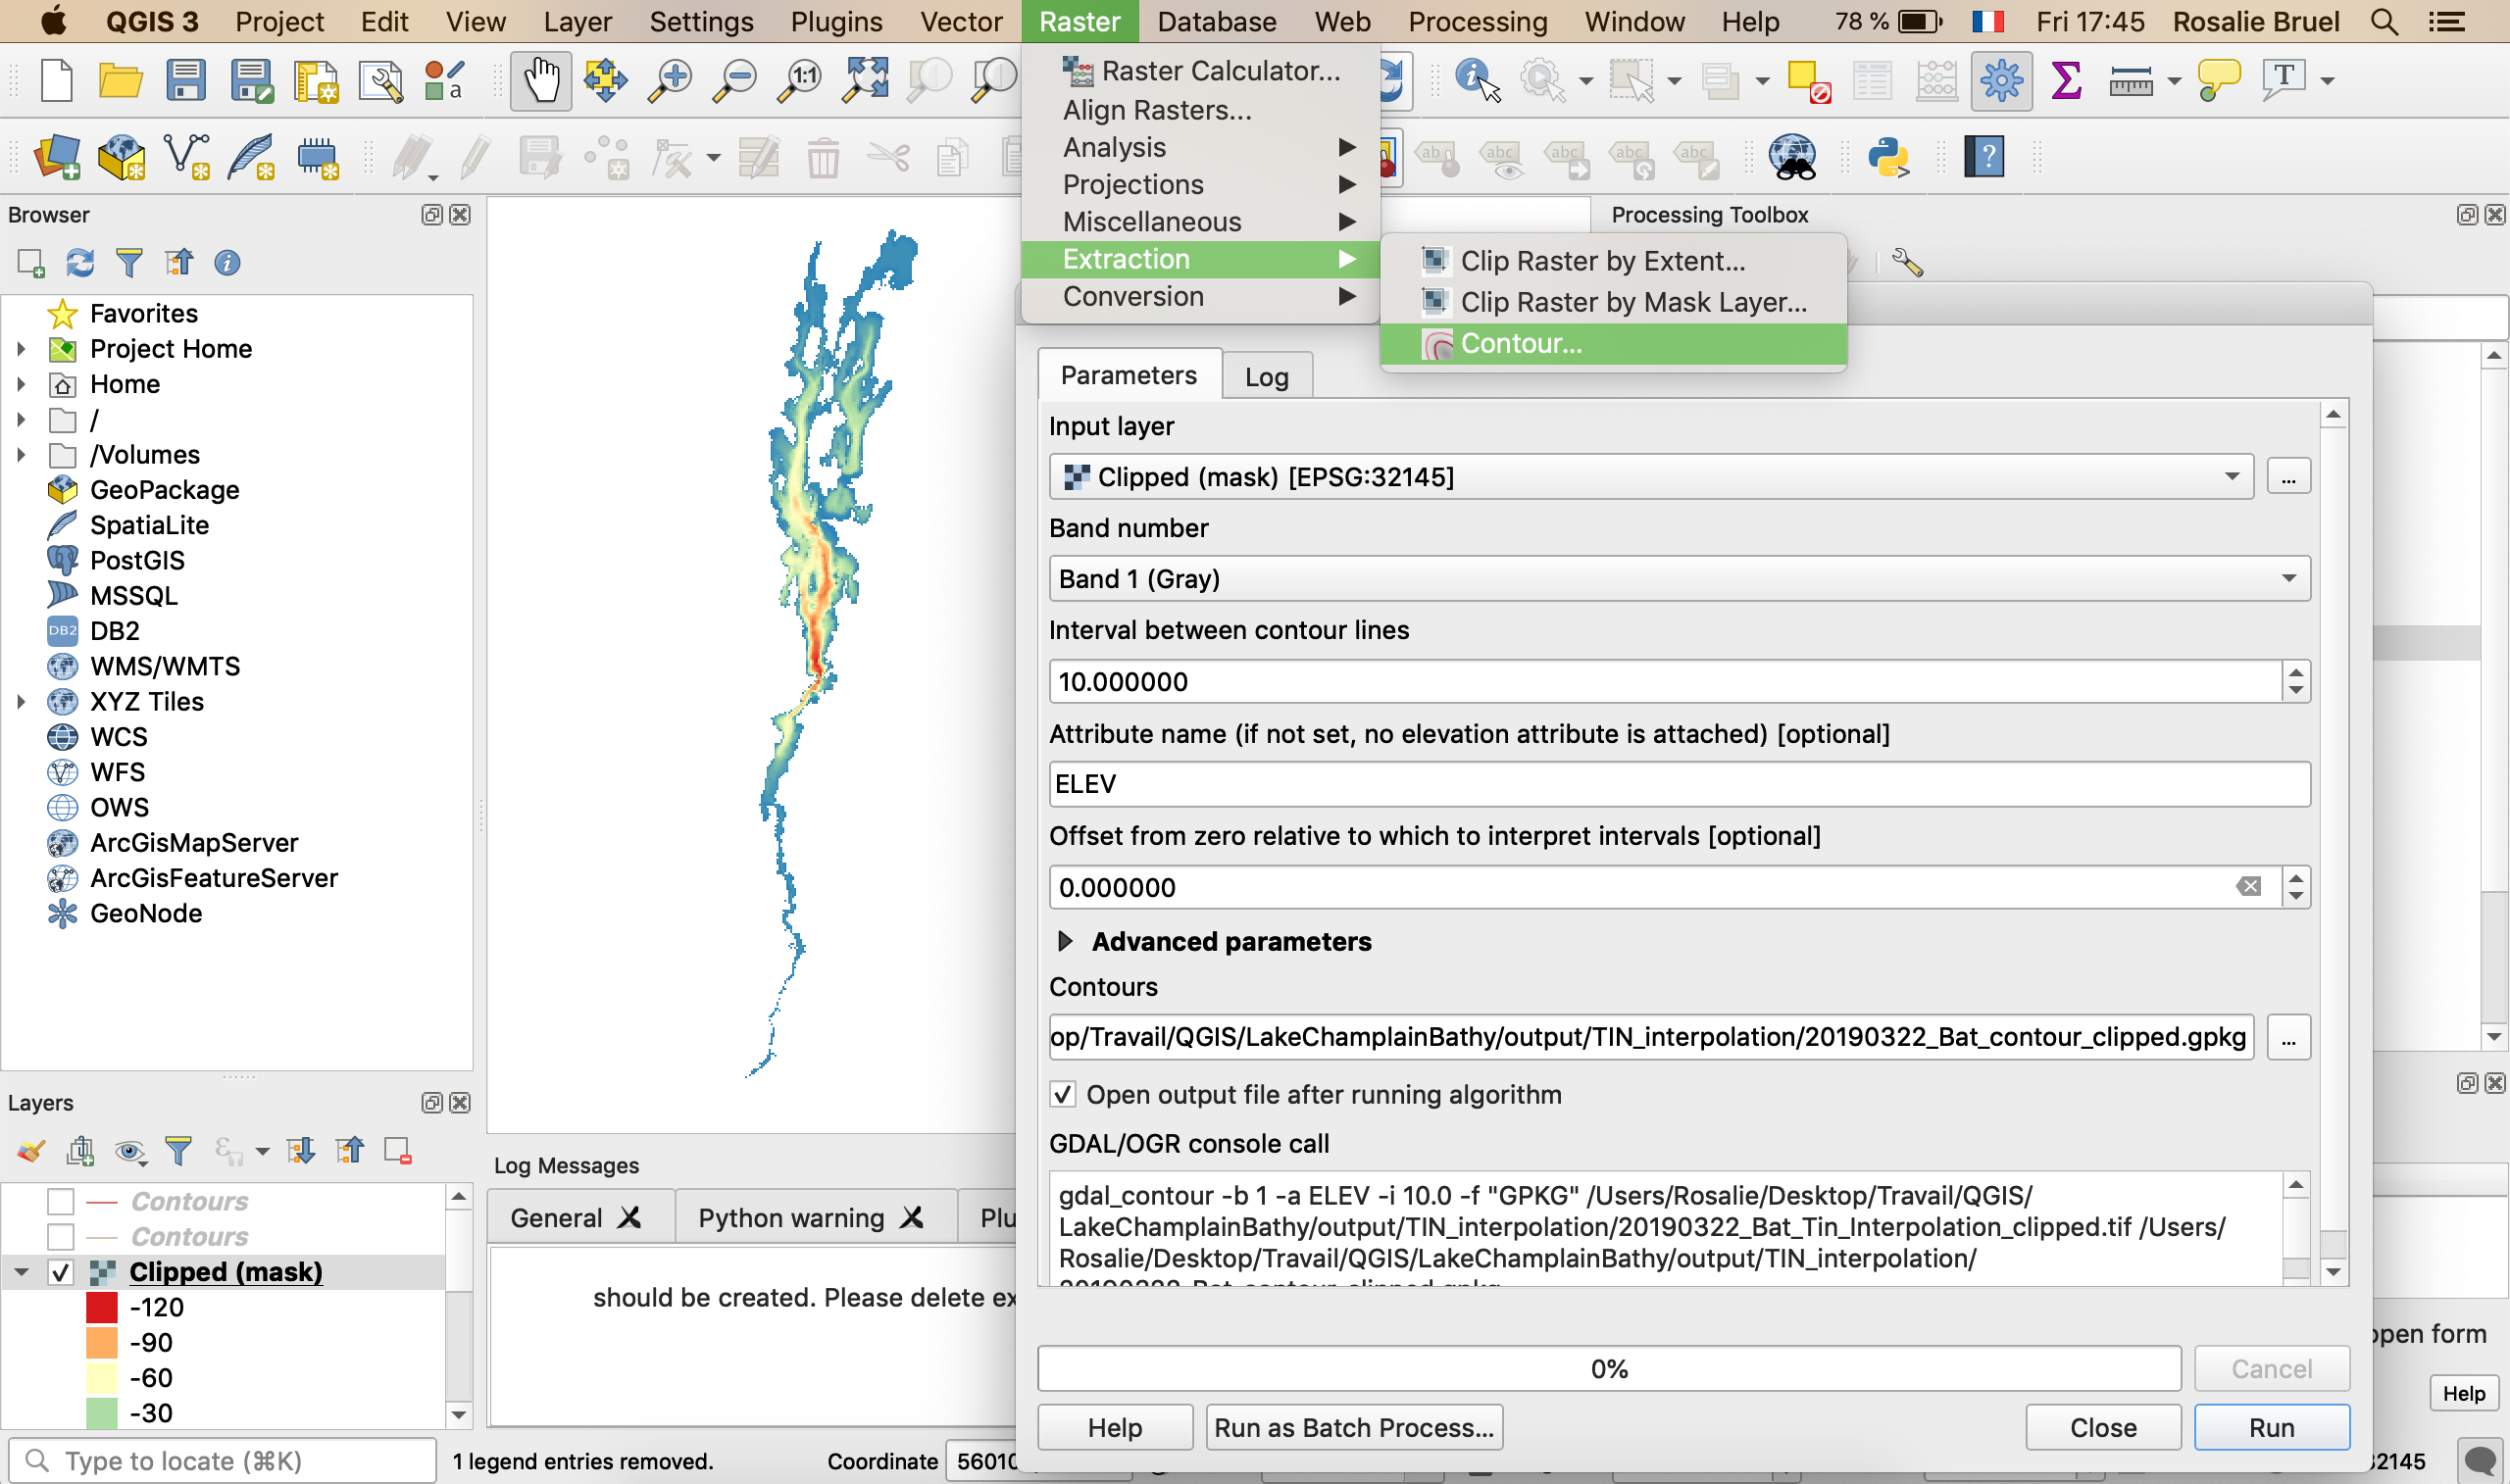 QGIS 3 Project Edit View Layer Settings Plugins Vector Raster Database Web Processing Window Help 78 % Fri 17:45 Rosalie Bruel
Raster Calculator...
Align Rasters...
Analysis
Projections
Miscellaneous
Extraction
Conversion
Clip Raster by Extent...
Clip Raster by Mask Layer...
Contour...
Browser
Favorites
Project Home
Home
/
/Volumes
GeoPackage
SpatiaLite
PostGIS
MSSQL
DB2 DB2
WMS/WMTS
XYZ Tiles
WCS
WFS
OWS
ArcGisMapServer
ArcGisFeatureServer
GeoNode
Layers
Contours
Contours
Clipped (mask)
-120
-90
-60
-30
Type to locate (⌘K)
Processing Toolbox
Parameters Log
Input layer
Clipped (mask) [EPSG:32145]
...
Band number
Band 1 (Gray)
Interval between contour lines
10.000000
Attribute name (if not set, no elevation attribute is attached) [optional]
ELEV
Offset from zero relative to which to interpret intervals [optional]
0.000000
Advanced parameters
Contours
op/Travail/QGIS/LakeChamplainBathy/output/TIN_interpolation/20190322_Bat_contour_clipped.gpkg
...
Open output file after running algorithm
GDAL/OGR console call
gdal_contour -b 1 -a ELEV -i 10.0 -f "GPKG" /Users/Rosalie/Desktop/Travail/QGIS/
LakeChamplainBathy/output/TIN_interpolation/20190322_Bat_Tin_Interpolation_clipped.tif /Users/
Rosalie/Desktop/Travail/QGIS/LakeChamplainBathy/output/TIN_interpolation/
20190322_Bat_contour_clipped.gpkg
0%
Cancel
Help Run as Batch Process... Close Run
Log Messages
General Python warning Plu
should be created. Please delete ex
1 legend entries removed.
Coordinate 5601
open form
Help
32145